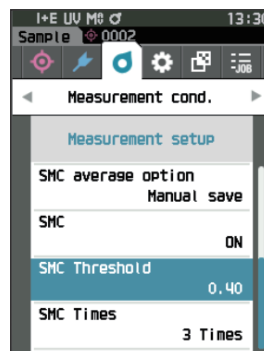 I+E UV M0 σ 13:30
Sample 0002
-JOB
Measurement cond.
Measurement setup
SMC average option
Manual save
SMC
ON
SMC Threshold
0.40
SMC Times
3 Times